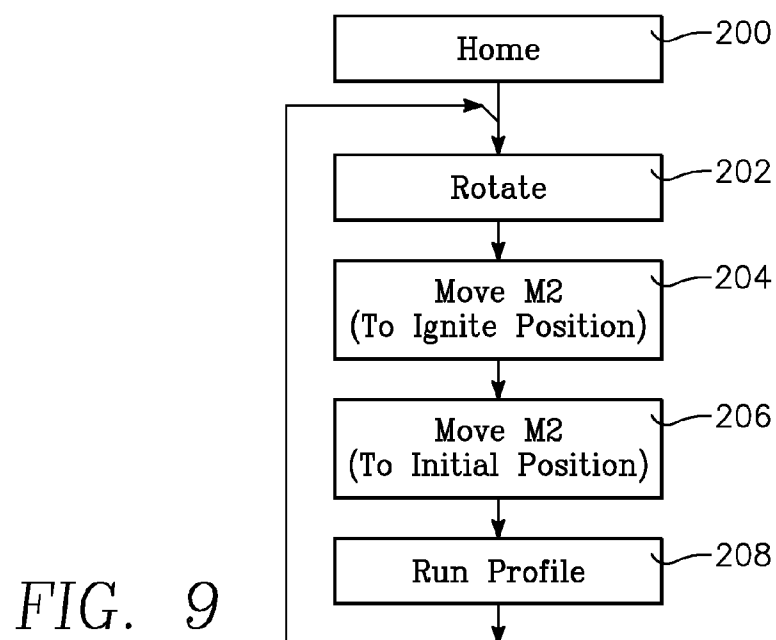 Home
200
Rotate
202
Move M2
(To Ignite Position)
204
Move M2
(To Initial Position)
206
Run Profile
208
FIG. 9